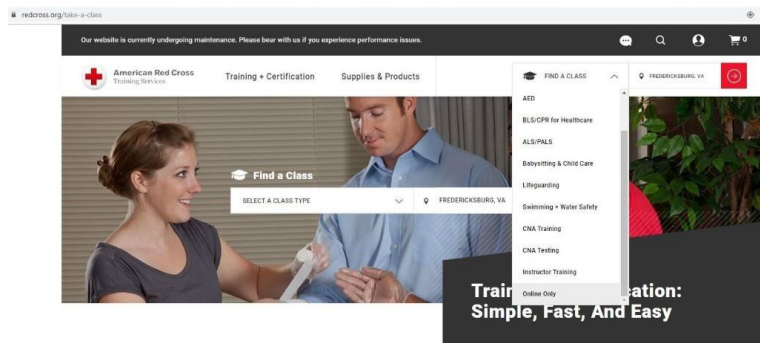 redcross.org/take-a-class
Our website is currently undergoing maintenance. Please bear with us if you experience performance issues.
0
American Red Cross
Training Services
Training + Certification
Supplies & Products
FIND A CLASS
FREDERICKSBURG, VA
AED
BLS/CPR for Healthcare
ALS/PALS
Babysitting & Child Care
Lifeguarding
Swimming + Water Safety
CNA Training
CNA Testing
Instructor Training
Online Only
Find a Class
SELECT A CLASS TYPE
FREDERICKSBURG, VA
Train cation:
Simple, Fast, And Easy